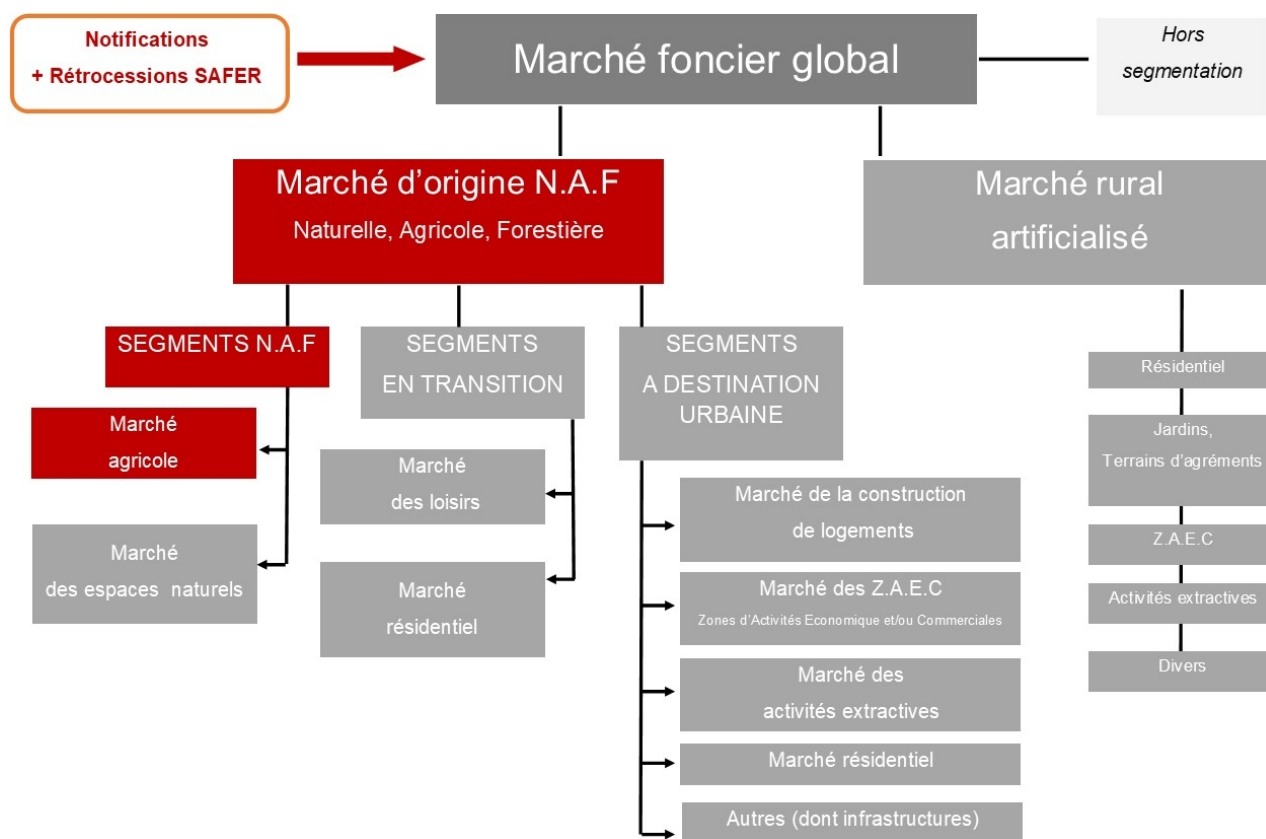 Notifications
+ Rétrocessions SAFER
Marché foncier global
Hors
segmentation
Marché d'origine N.A.F
Naturelle, Agricole, Forestière
Marché rural
artificialisé
SEGMENTS N.A.F
Marché
agricole
Marché
des espaces naturels
SEGMENTS
EN TRANSITION
Marché
des loisirs
Marché
résidentiel
SEGMENTS
A DESTINATION
URBAINE
Marché de la construction
de logements
Marché des Z.A.E.C
Zones d'Activités Economique et/ou Commerciales
Marché des
activités extractives
Marché résidentiel
Autres (dont infrastructures)
Résidentiel
Jardins,
Terrains d'agréments
Z.A.E.C
Activités extractives
Divers